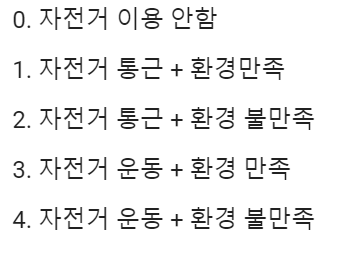 0. 자전거 이용 안함
1. 자전거 통근 + 환경만족
2. 자전거 통근 + 환경 불만족
3. 자전거 운동 + 환경 만족
4. 자전거 운동 + 환경 불만족